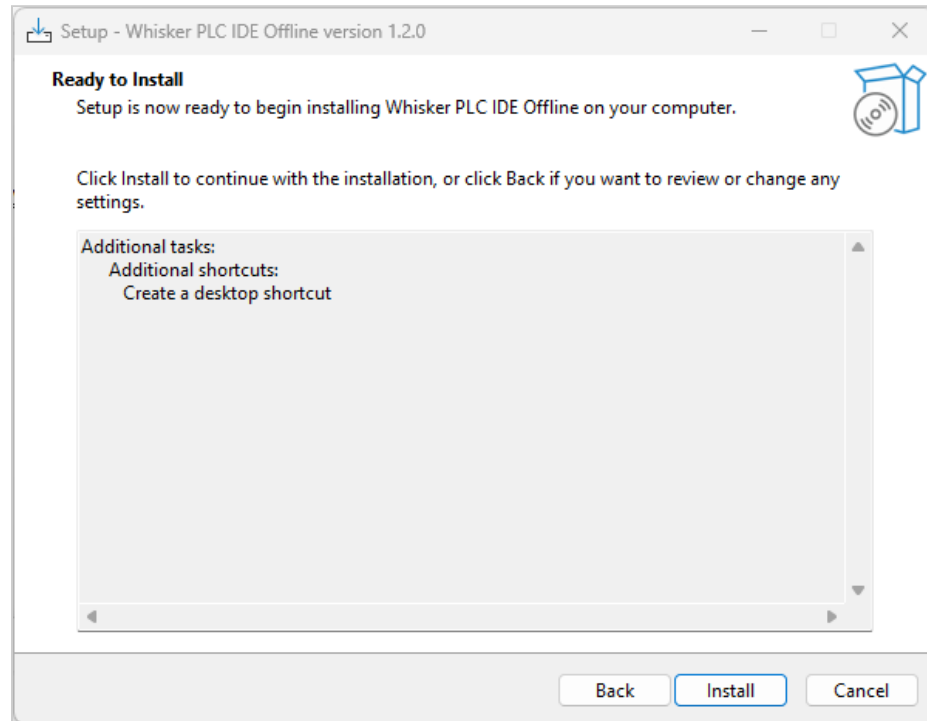 Setup - Whisker PLC IDE Offline version 1.2.0
Ready to Install
Setup is now ready to begin installing Whisker PLC IDE Offline on your computer.
Click Install to continue with the installation, or click Back if you want to review or change any
settings.
Additional tasks:
Additional shortcuts:
Create a desktop shortcut
Back Install Cancel